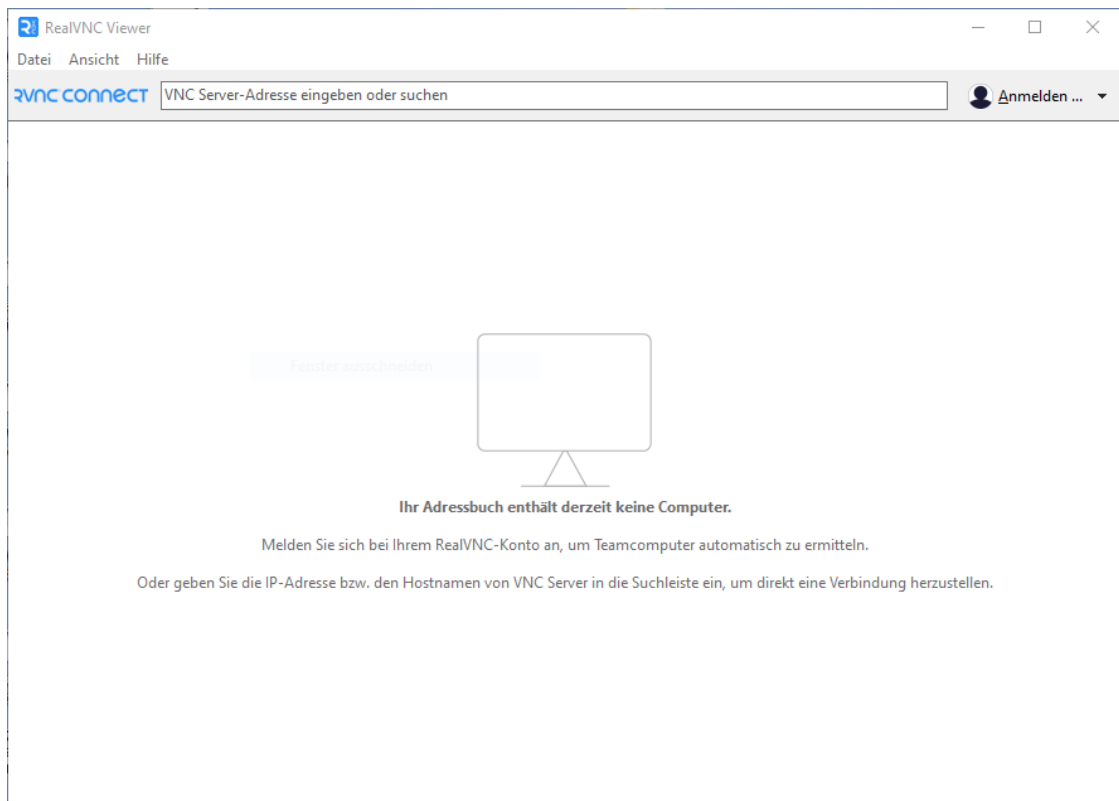 RealVNC Viewer
Datei Ansicht Hilfe
RVNC CONNECT VNC Server-Adresse eingeben oder suchen Anmelden ...
Fenster ausschneiden
Ihr Adressbuch enthält derzeit keine Computer.
Melden Sie sich bei Ihrem RealVNC-Konto an, um Teamcomputer automatisch zu ermitteln.
Oder geben Sie die IP-Adresse bzw. den Hostnamen von VNC Server in die Suchleiste ein, um direkt eine Verbindung herzustellen.